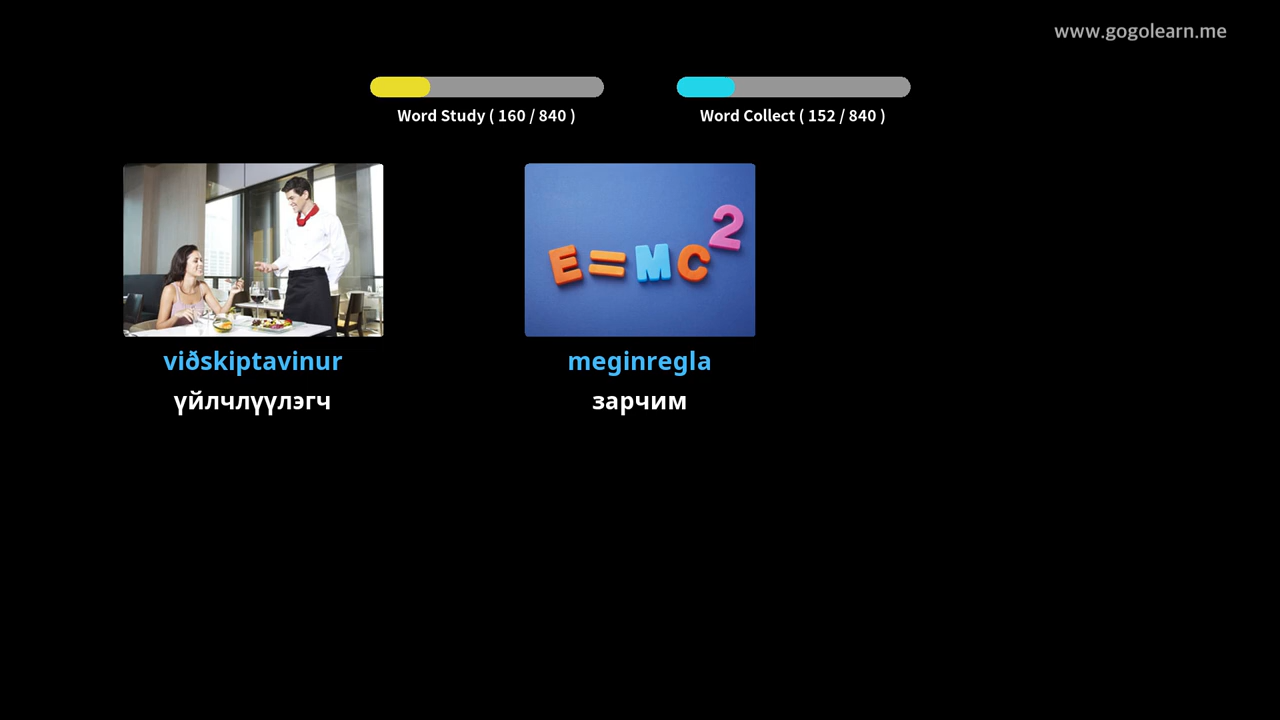 www.gogolearn.me
Word Study ( 160 / 840 )
Word Collect ( 152 / 840 )
E=MC2
viðskiptavinur
үйлчлүүлэгч
meginregla
зарчим